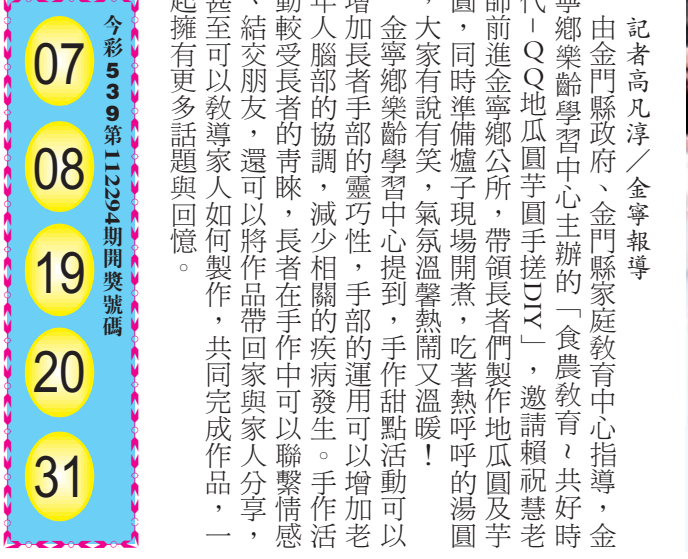 記者高凡淳／金寧報導
由金門縣政府、金門縣家庭教育中心指導，金
寧鄉樂齡學習中心主辦的「食農教育～共好時
代－ＱＱ地瓜圓芋圓手搓DIY」，邀請賴祝慧老
師前進金寧鄉公所，帶領長者們製作地瓜圓及芋
圓，同時準備爐子現場開煮，吃著熱呼呼的湯圓
，大家有說有笑，氣氛溫馨熱鬧又溫暖！
金寧鄉樂齡學習中心提到，手作甜點活動可以
增加長者手部的靈巧性，手部的運用可以增加老
年人腦部的協調，減少相關的疾病發生。手作活
動較受長者的青睞，長者在手作中可以聯繫情感
、結交朋友，還可以將作品帶回家與家人分享，
甚至可以教導家人如何製作，共同完成作品，一
起擁有更多話題與回憶。
今彩539第112294期開獎號碼
07
08
19
20
31